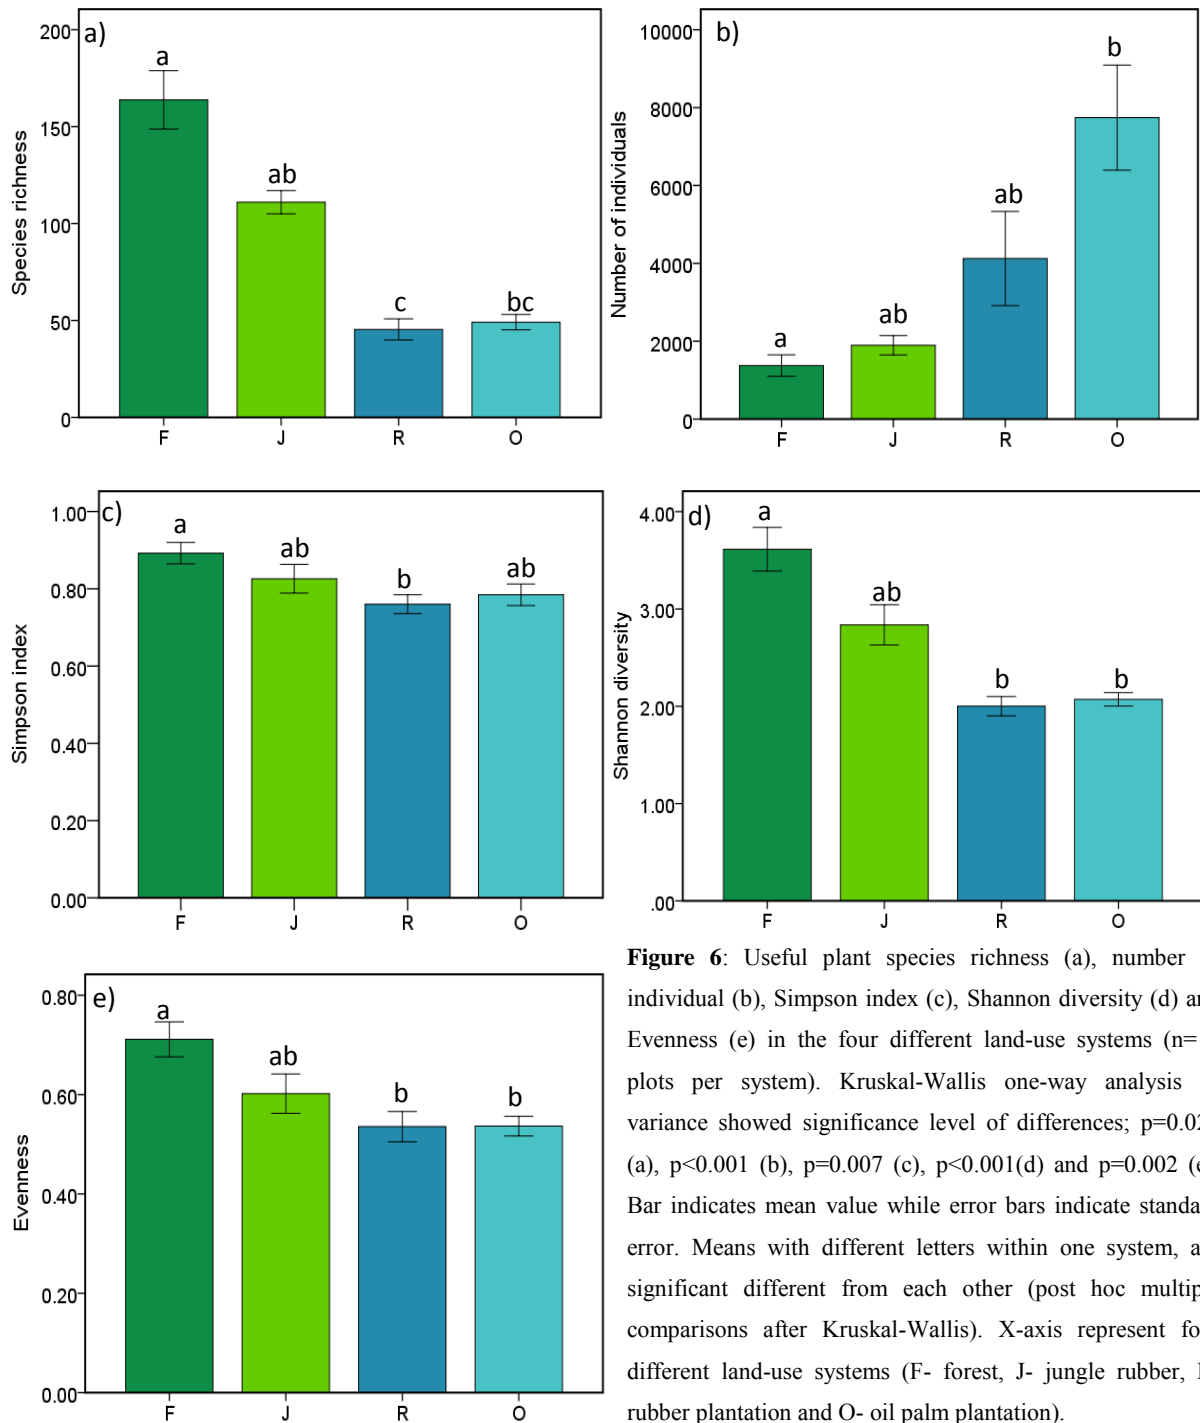 a)
200
150
100
50
0
Species richness
a
ab
c
bc
F J R O
b)
10000
8000
6000
4000
2000
0
Number of individuals
a
ab
ab
b
F J R O
c)
1.00
0.80
0.60
0.40
0.20
0.00
Simpson index
a
ab
b
ab
F J R O
d)
4.00
3.00
2.00
1.00
.00
Shannon diversity
a
ab
b
b
F J R O
e)
0.80
0.60
0.40
0.20
0.00
Evenness
a
ab
b
b
F J R O
Figure 6: Useful plant species richness (a), number
individual (b), Simpson index (c), Shannon diversity (d)
Evenness (e) in the four different land-use systems (n=
plots per system). Kruskal-Wallis one-way analysis
variance showed significance level of differences;
(a), p<0.001 (b), p=0.007 (c), p<0.001(d) and p=0.002
Bar indicates mean value while error bars indicate
error. Means with different letters within one system,
significant different from each other (post hoc
comparisons after Kruskal-Wallis). X-axis represent
different land-use systems (F- forest, J- jungle rubber,
rubber plantation and O- oil palm plantation).